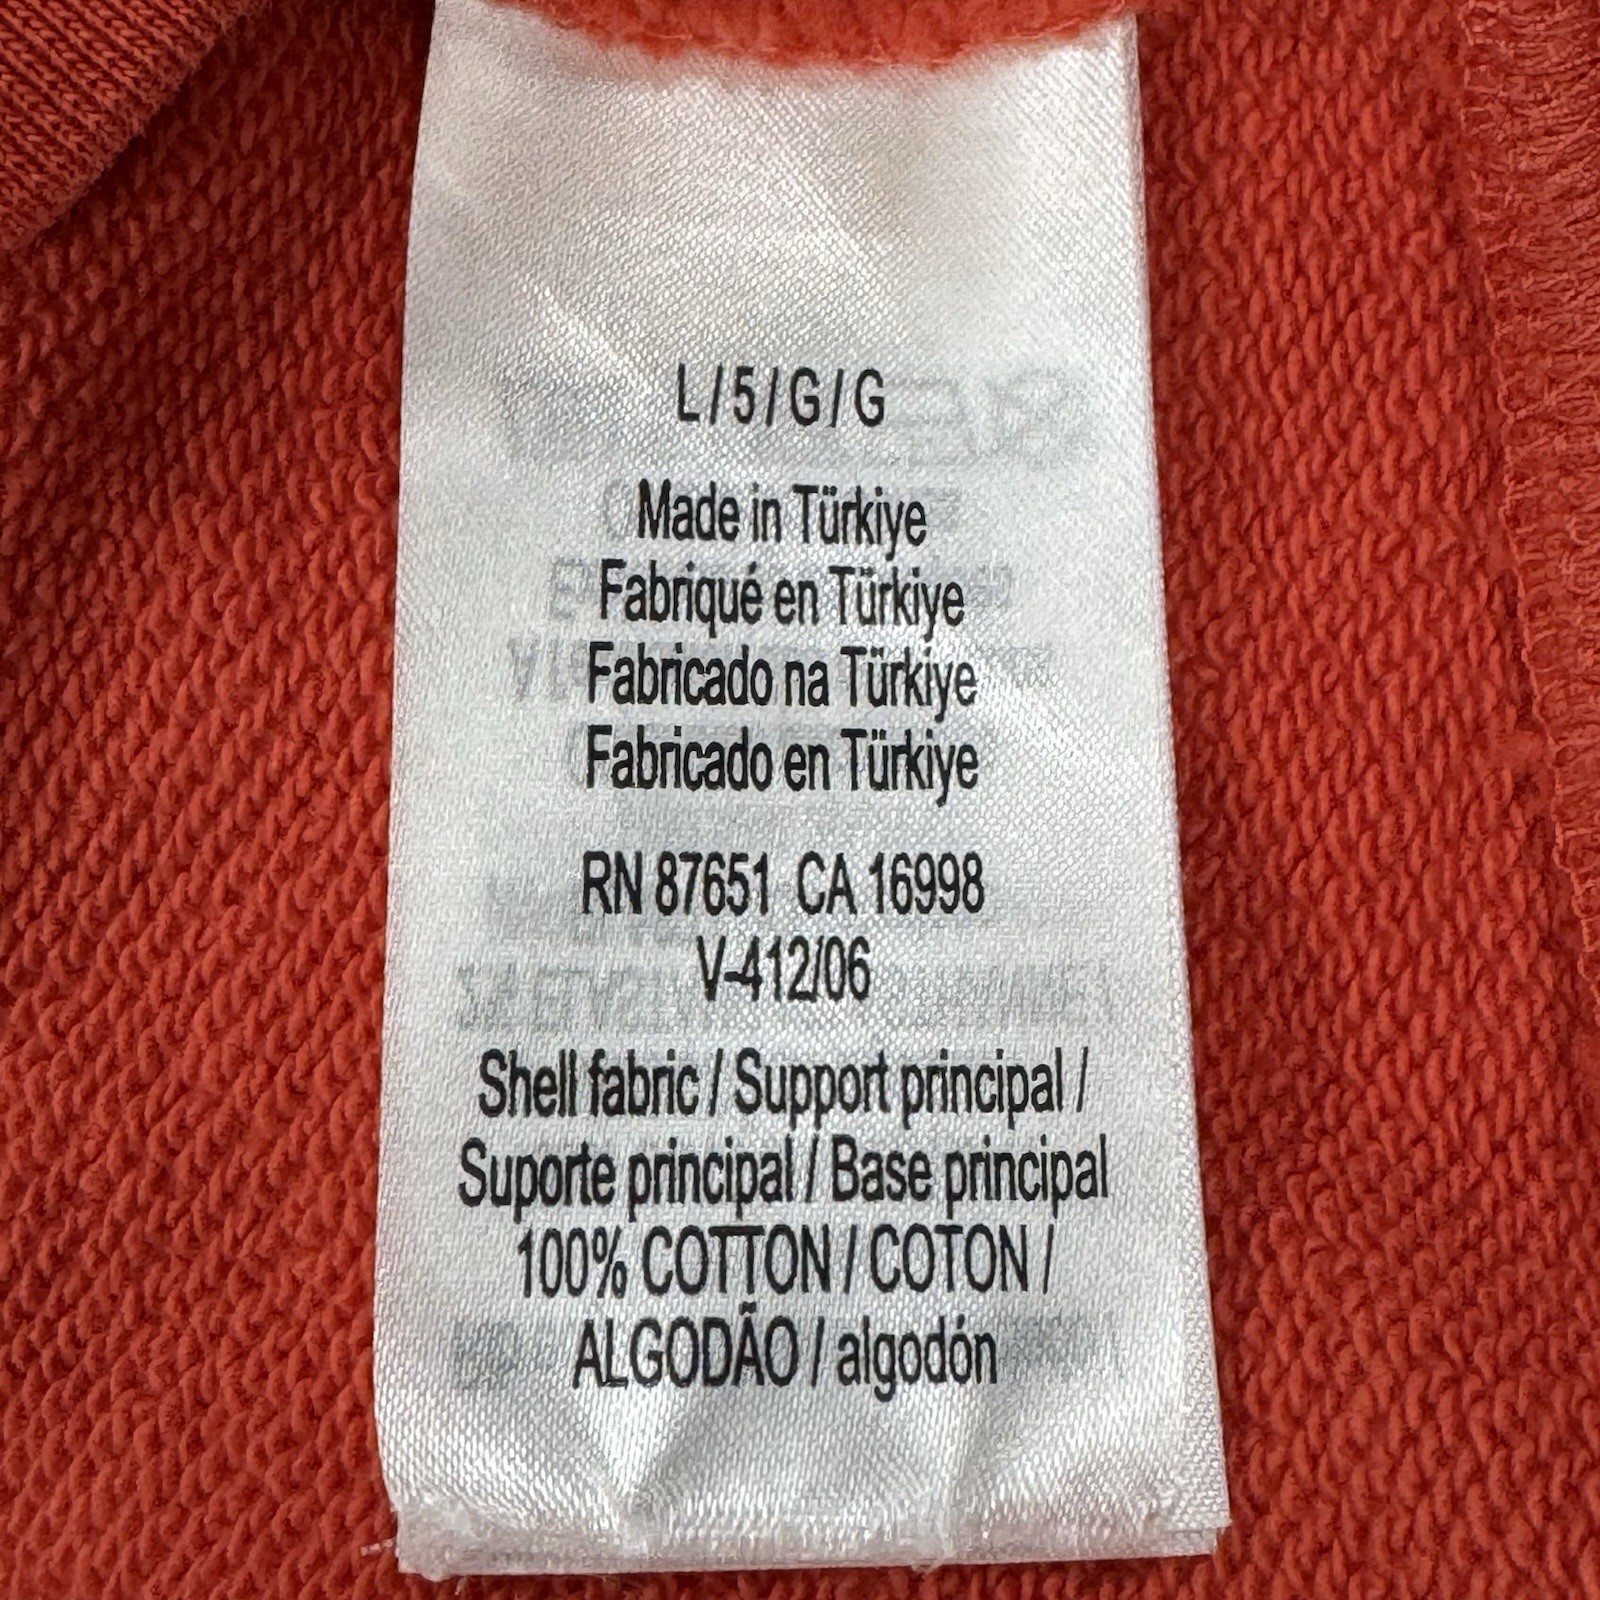 L/5/G/G
Made in Türkiye
Fabriqué en Türkiye
Fabricado na Türkiye
Fabricado en Türkiye
RN 87651 CA 16998
V-412/06
Shell fabric / Support principal /
Suporte principal / Base principal
100% COTTON / COTON /
ALGODÃO / algodón